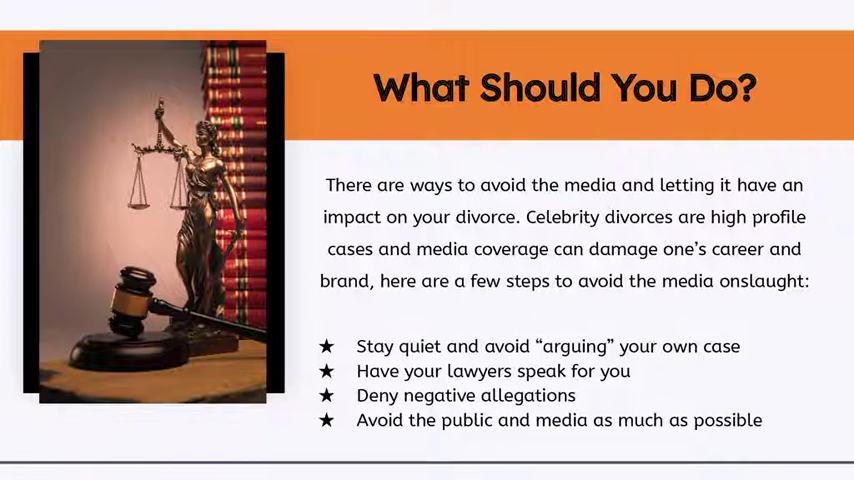 What Should You Do?
There are ways to avoid the media and letting it have an
impact on your divorce. Celebrity divorces are high profile
cases and media coverage can damage one’s career and
brand, here are a few steps to avoid the media onslaught:
★ Stay quiet and avoid “arguing” your own case
★ Have your lawyers speak for you
★ Deny negative allegations
★ Avoid the public and media as much as possible